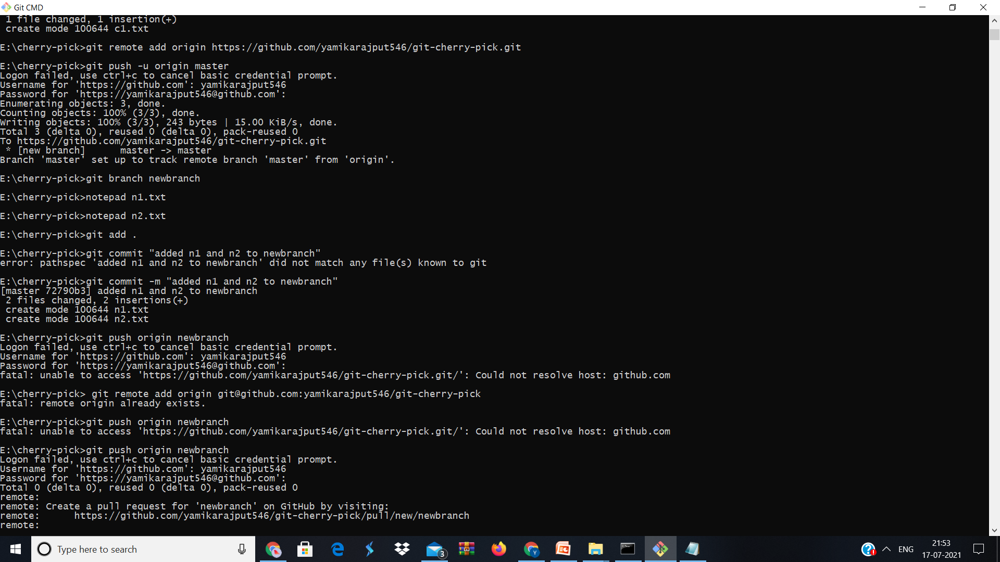 Git CMD
 1 file changed, 1 insertion(+)
 create mode 100644 c1.txt
E:\cherry-pick>git remote add origin https://github.com/yamikarajput546/git-cherry-pick.git
E:\cherry-pick>git push -u origin master
Logon failed, use ctrl+c to cancel basic credential prompt.
Username for 'https://github.com': yamikarajput546
Password for 'https://yamikarajput546@github.com':
Enumerating objects: 3, done.
Counting objects: 100% (3/3), done.
Writing objects: 100% (3/3), 243 bytes | 15.00 KiB/s, done.
Total 3 (delta 0), reused 0 (delta 0), pack-reused 0
To https://github.com/yamikarajput546/git-cherry-pick.git
 * [new branch]      master -> master
Branch 'master' set up to track remote branch 'master' from 'origin'.
E:\cherry-pick>git branch newbranch
E:\cherry-pick>notepad n1.txt
E:\cherry-pick>notepad n2.txt
E:\cherry-pick>git add .
E:\cherry-pick>git commit "added n1 and n2 to newbranch"
error: pathspec 'added n1 and n2 to newbranch' did not match any file(s) known to git
E:\cherry-pick>git commit -m "added n1 and n2 to newbranch"
[master 72790b3] added n1 and n2 to newbranch
 2 files changed, 2 insertions(+)
 create mode 100644 n1.txt
 create mode 100644 n2.txt
E:\cherry-pick>git push origin newbranch
Logon failed, use ctrl+c to cancel basic credential prompt.
Username for 'https://github.com': yamikarajput546
Password for 'https://yamikarajput546@github.com':
fatal: unable to access 'https://github.com/yamikarajput546/git-cherry-pick.git/': Could not resolve host: github.com
E:\cherry-pick> git remote add origin git@github.com:yamikarajput546/git-cherry-pick
fatal: remote origin already exists.
E:\cherry-pick>git push origin newbranch
fatal: unable to access 'https://github.com/yamikarajput546/git-cherry-pick.git/': Could not resolve host: github.com
E:\cherry-pick>git push origin newbranch
Logon failed, use ctrl+c to cancel basic credential prompt.
Username for 'https://github.com': yamikarajput546
Password for 'https://yamikarajput546@github.com':
Total 0 (delta 0), reused 0 (delta 0), pack-reused 0
remote:
remote: Create a pull request for 'newbranch' on GitHub by visiting:
remote:      https://github.com/yamikarajput546/git-cherry-pick/pull/new/newbranch
remote:
Type here to search
3
Y
ENG
21:53
17-07-2021